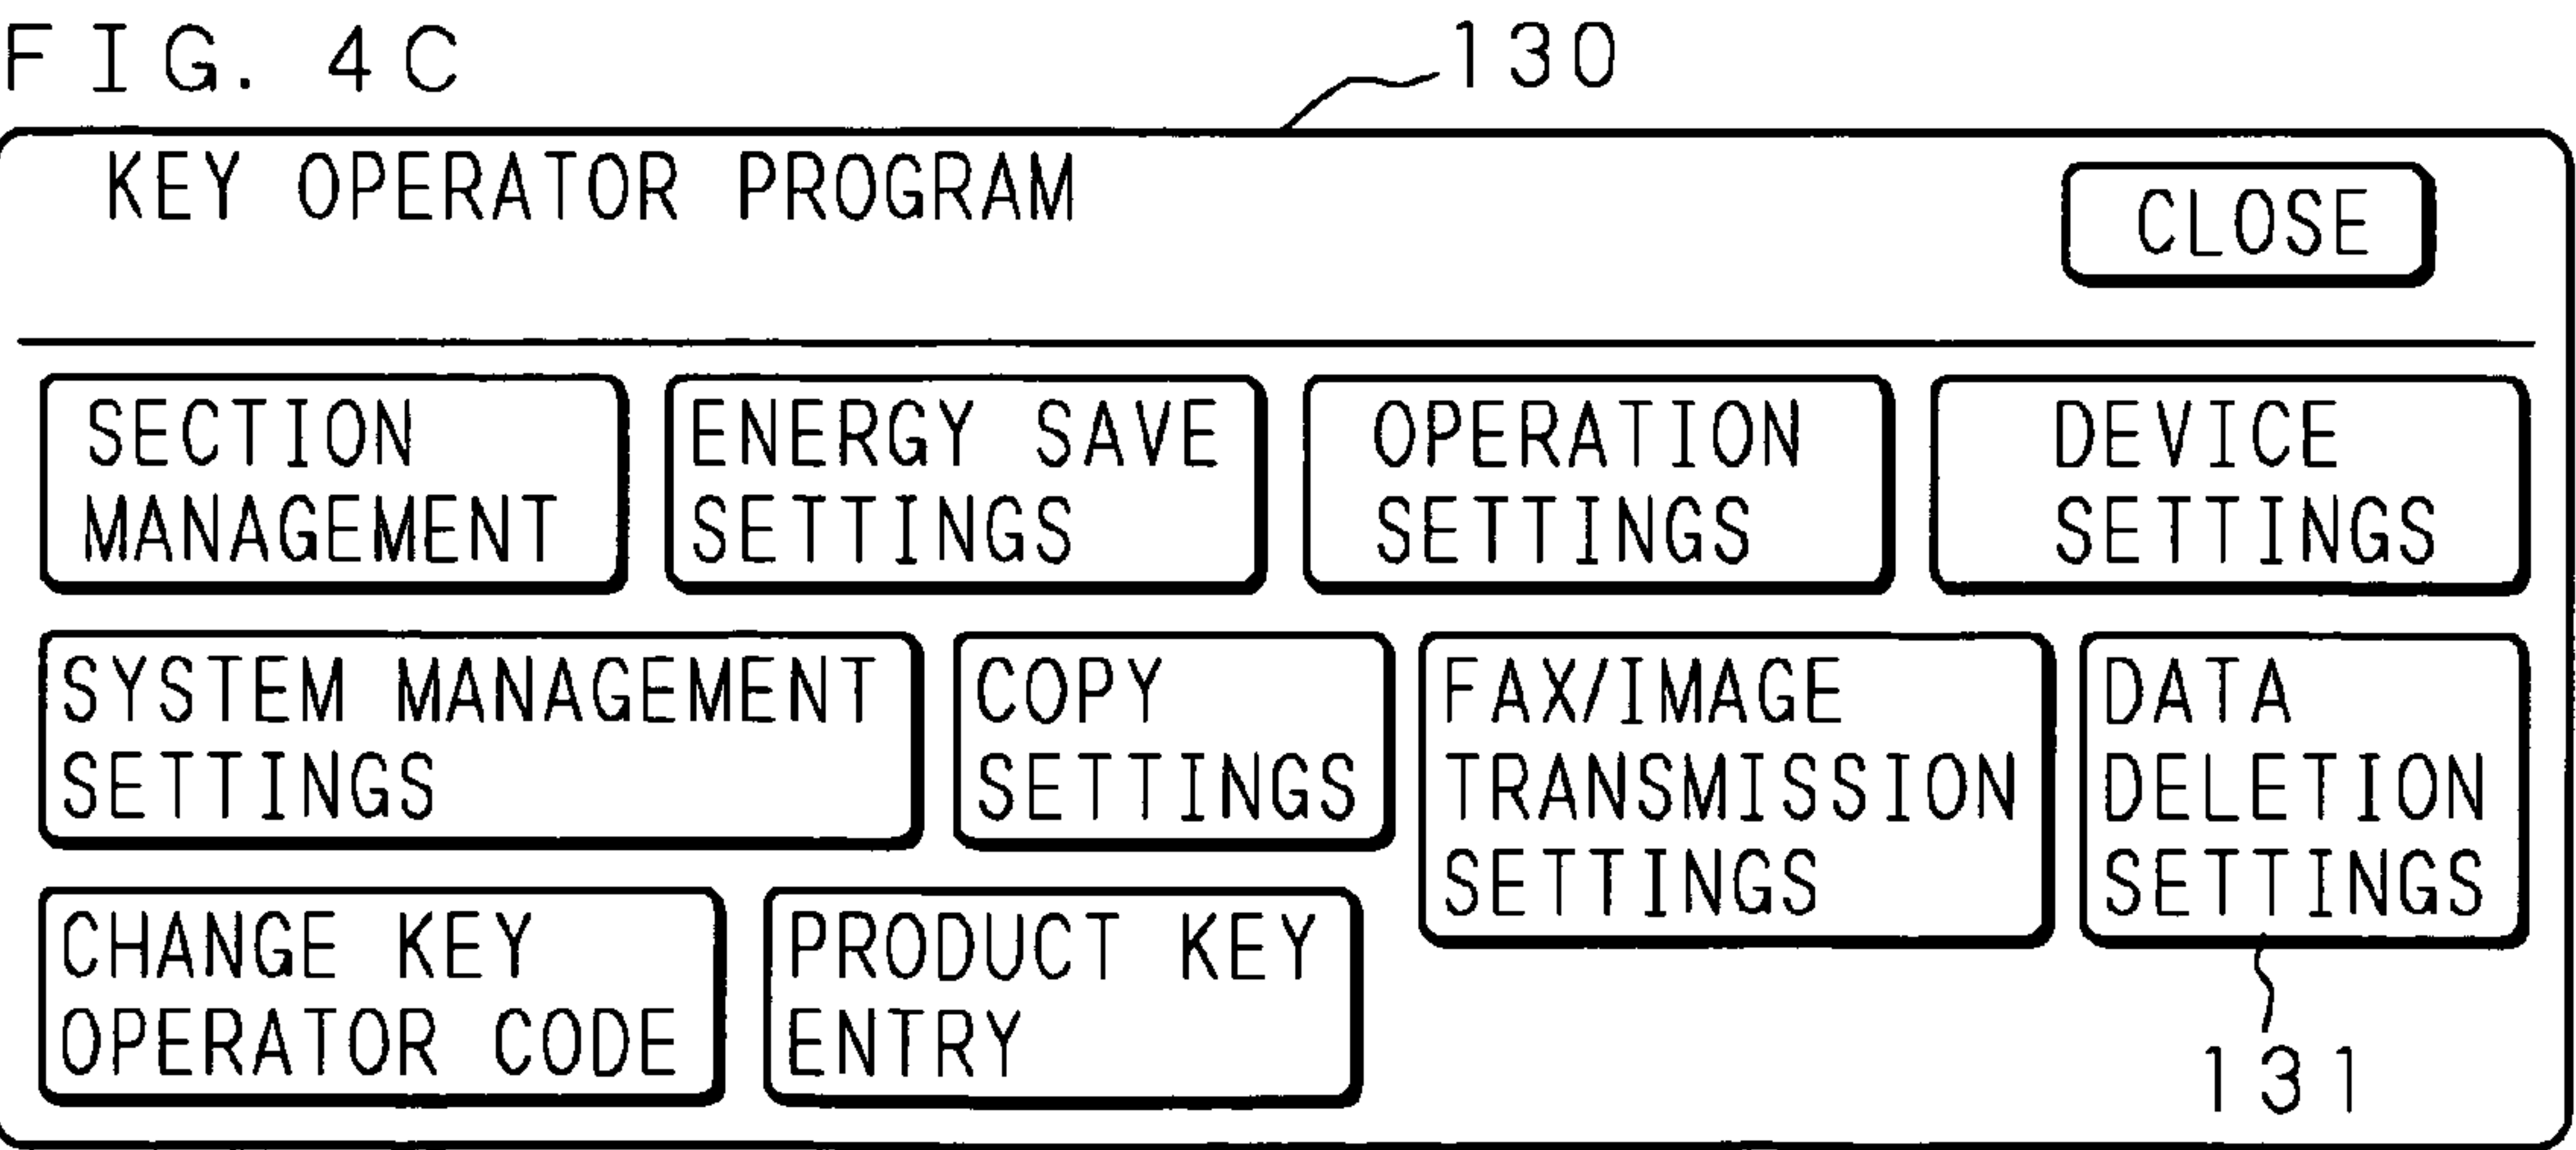 FIG. 4C
130
KEY OPERATOR PROGRAM
CLOSE
SECTION
MANAGEMENT
ENERGY SAVE
SETTINGS
OPERATION
SETTINGS
DEVICE
SETTINGS
SYSTEM MANAGEMENT
SETTINGS
COPY
SETTINGS
FAX/IMAGE
TRANSMISSION
SETTINGS
DATA
DELETION
SETTINGS
CHANGE KEY
OPERATOR CODE
PRODUCT KEY
ENTRY
131